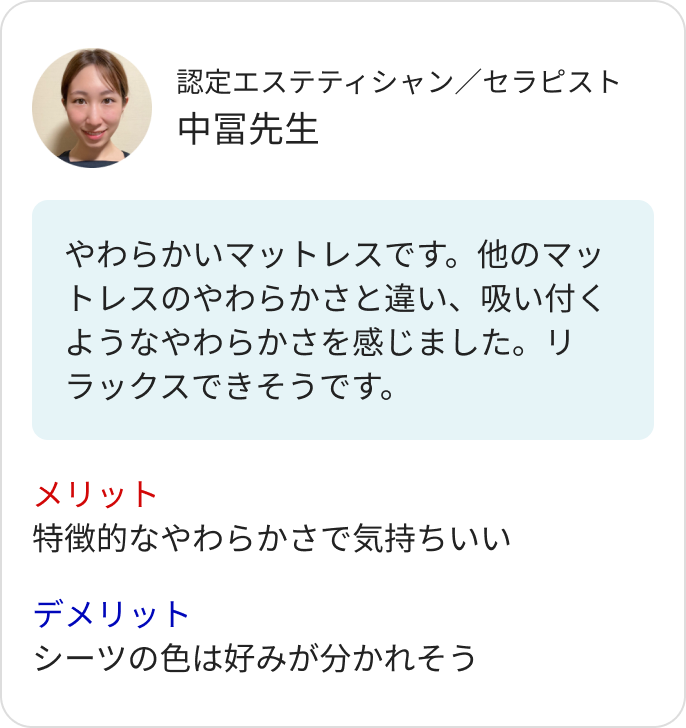 認定エステティシャン／セラピスト
中冨先生
やわらかいマットレスです。他のマッ
トレスのやわらかさと違い、吸い付く
ようなやわらかさを感じました。リ
ラックスできそうです。
メリット
特徴的なやわらかさで気持ちいい
デメリット
シーツの色は好みが分かれそう